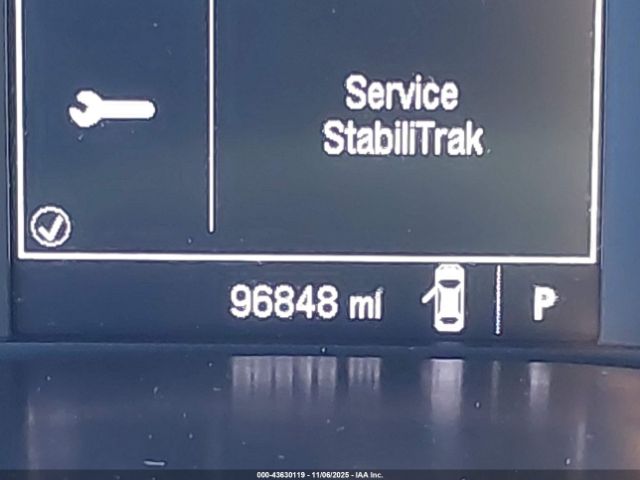 Service
StabiliTrak
96848 mi
P
000-43630119 - 11/06/2025 - IAA Inc.